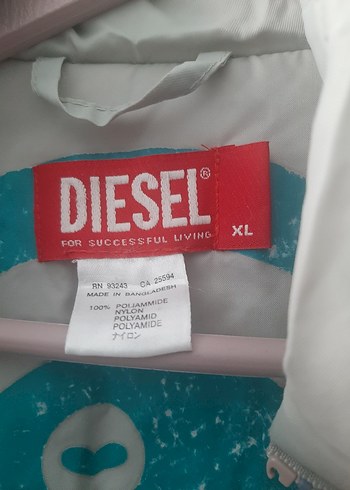 DIESEL®
FOR SUCCESSFUL LIVING
XL
RN 93243 CA 25594
MADE IN BANGLADESH
100% POLIAMMIDE
NYLON
POLYAMID
POLYAMIDE
ナイロン